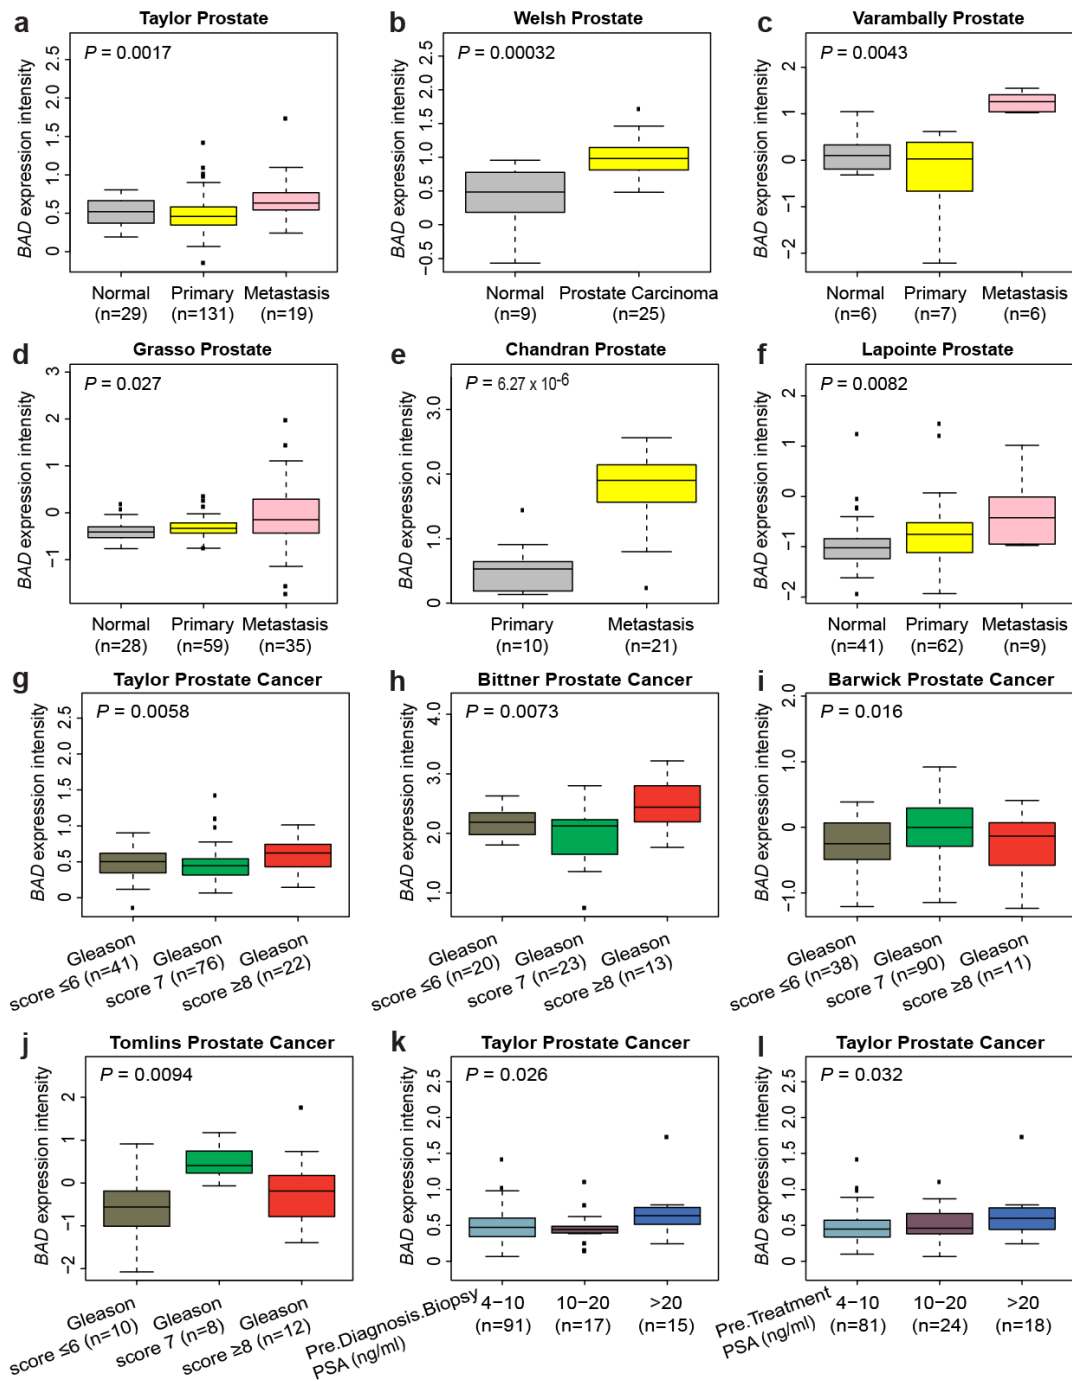 a Taylor Prostate
P = 0.0017
BAD expression intensity
2.5
2.0
1.5
1.0
0.5
0
Normal Primary Metastasis
(n=29) (n=131) (n=19)
b Welsh Prostate
P = 0.00032
BAD expression intensity
2.5
2.0
1.5
1.0
0.5
0
−0.5
Normal Prostate Carcinoma
(n=9) (n=25)
c Varambally Prostate
P = 0.0043
BAD expression intensity
2
1
0
−1
−2
Normal Primary Metastasis
(n=6) (n=7) (n=6)
d Grasso Prostate
P = 0.027
BAD expression intensity
3
2
1
−0
−1
Normal Primary Metastasis
(n=28) (n=59) (n=35)
e Chandran Prostate
P = 6.27 x 10-6
BAD expression intensity
3.0
2.0
1.0
0
Primary Metastasis
(n=10) (n=21)
f Lapointe Prostate
P = 0.0082
BAD expression intensity
2
1
−0
−1
−2
Normal Primary Metastasis
(n=41) (n=62) (n=9)
g Taylor Prostate Cancer
P = 0.0058
BAD expression intensity
2.5
2.0
1.5
1.0
0.5
0
Gleason score ≤6 (n=41)
Gleason score 7 (n=76)
Gleason score ≥8 (n=22)
h Bittner Prostate Cancer
P = 0.0073
BAD expression intensity
4.0
3.0
2.0
1.0
Gleason score ≤6 (n=20)
Gleason score 7 (n=23)
Gleason score ≥8 (n=13)
i Barwick Prostate Cancer
P = 0.016
BAD expression intensity
2.0
1.0
0
−1.0
Gleason score ≤6 (n=38)
Gleason score 7 (n=90)
Gleason score ≥8 (n=11)
j Tomlins Prostate Cancer
P = 0.0094
BAD expression intensity
2
1
0
−1
−2
Gleason score ≤6 (n=10)
Gleason score 7 (n=8)
Gleason score ≥8 (n=12)
k Taylor Prostate Cancer
P = 0.026
BAD expression intensity
2.5
2.0
1.5
1.0
0.5
0
Pre.Diagnosis.Biopsy
PSA (ng/ml)
4−10 10−20 >20
(n=91) (n=17) (n=15)
l Taylor Prostate Cancer
P = 0.032
BAD expression intensity
2.5
2.0
1.5
1.0
0.5
0
Pre.Treatment
PSA (ng/ml)
4−10 10−20 >20
(n=81) (n=24) (n=18)